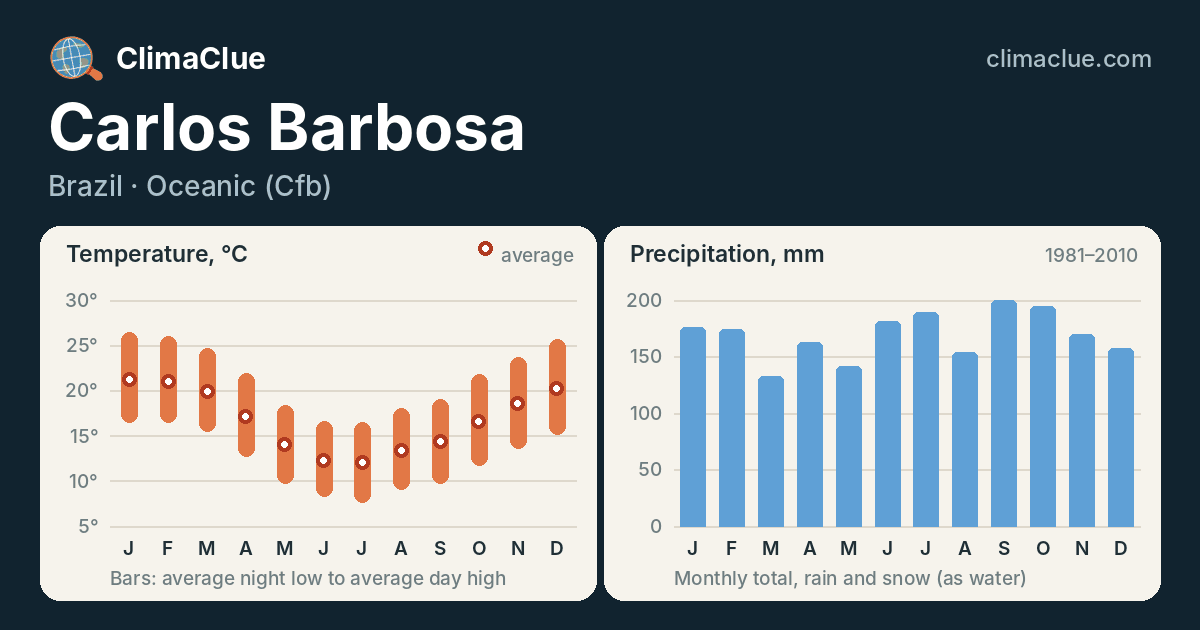 ClimaClue
climaclue.com
Carlos Barbosa
Brazil · Oceanic (Cfb)
Temperature, °C
average
30°
25°
20°
15°
10°
5°
J F M A M J J A S O N D
Bars: average night low to average day high
Precipitation, mm
1981–2010
200
150
100
50
0
J F M A M J J A S O N D
Monthly total, rain and snow (as water)